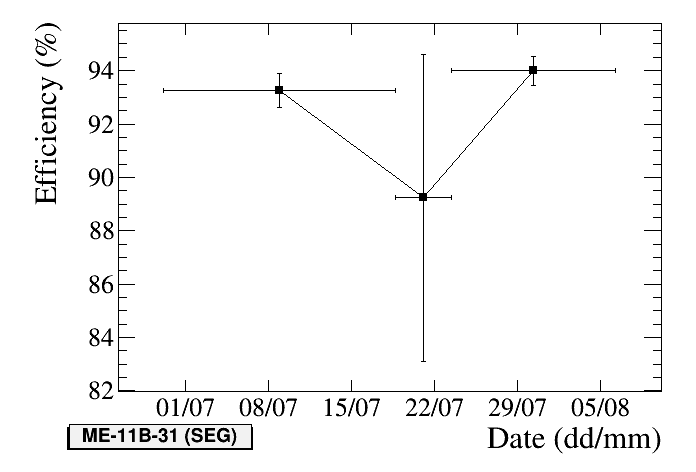 Efficiency (%)
94
92
90
88
86
84
82
01/07 08/07 15/07 22/07 29/07 05/08
ME-11B-31 (SEG)
Date (dd/mm)